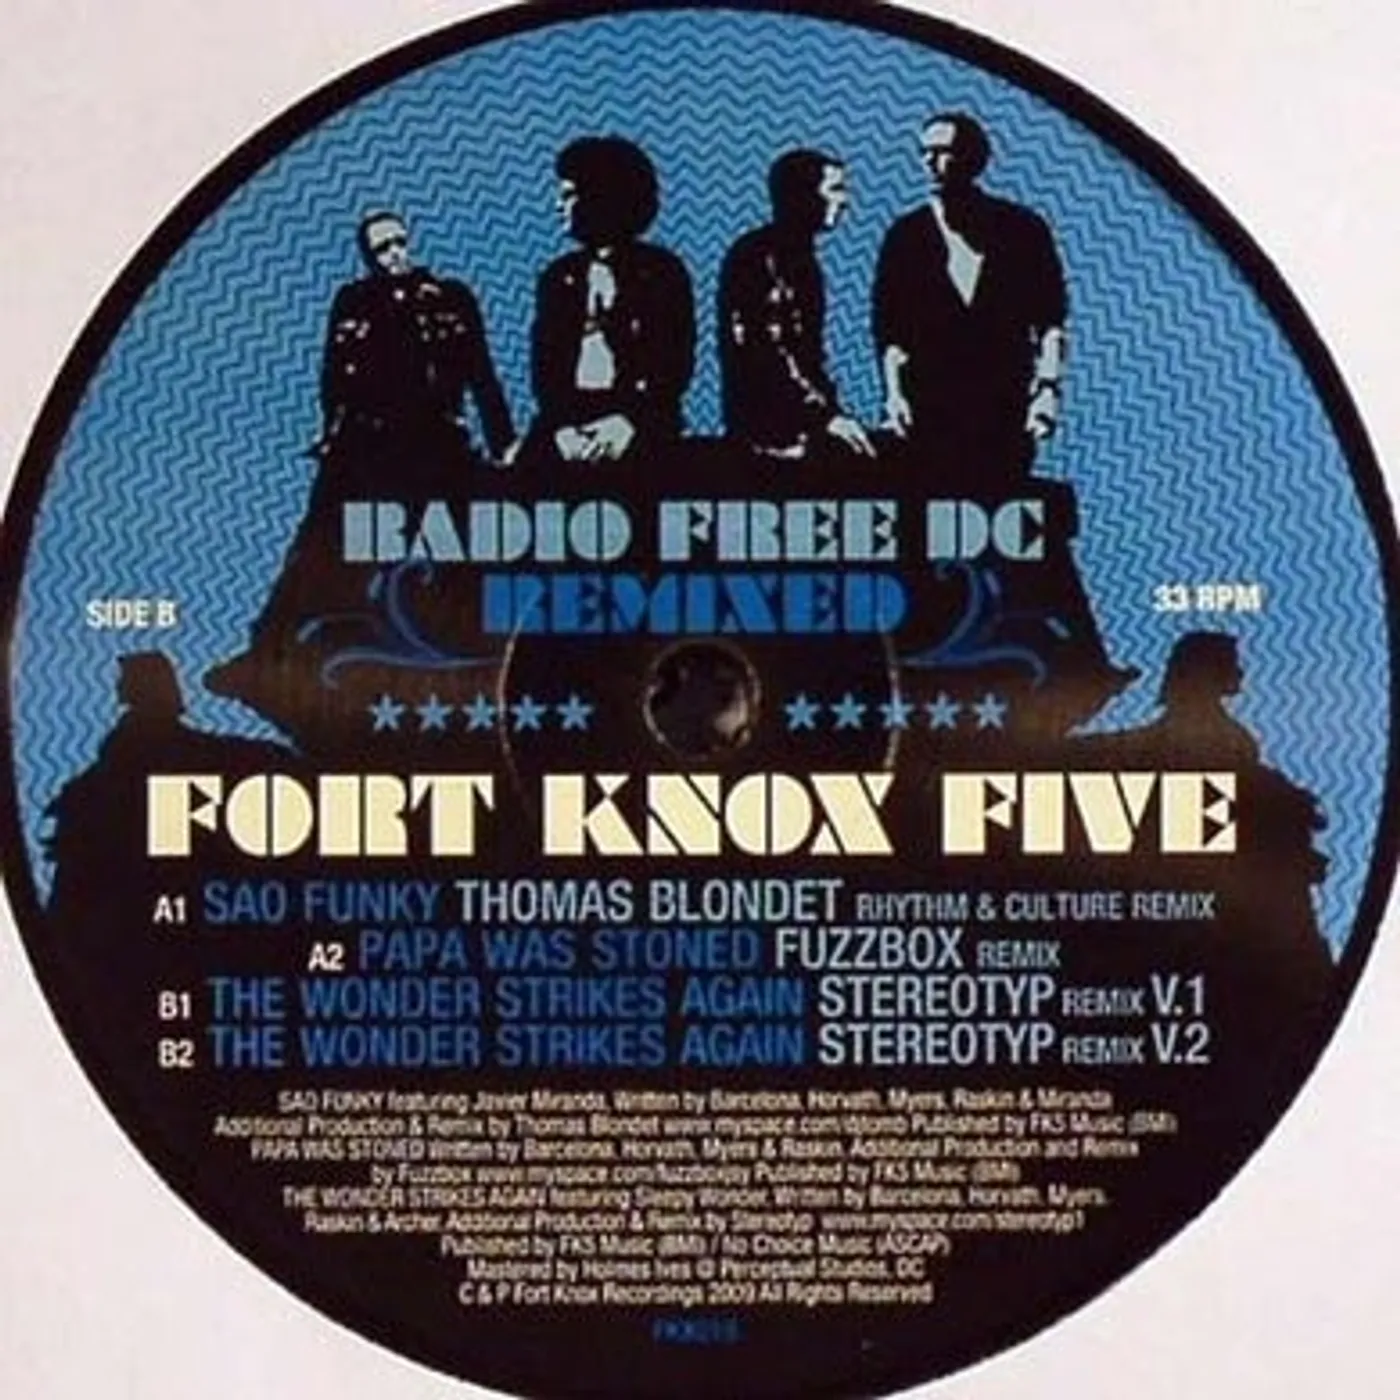 RADIO FREE DC
REMIXED
SIDE B
33 RPM
★★★★★ ★★★★★
FORT KNOX FIVE
A1 SAO FUNKY THOMAS BLONDET RHYTHM & CULTURE REMIX
A2 PAPA WAS STONED FUZZBOX REMIX
B1 THE WONDER STRIKES AGAIN STEREOTYP REMIX V.1
B2 THE WONDER STRIKES AGAIN STEREOTYP REMIX V.2
SAO FUNKY featuring Javier Miranda. Written by Barcelona, Horvath, Myers, Raskin & Miranda
Additional Production & Remix by Thomas Blondet www.myspace.com/djtomb Published by FKS Music (BMI)
PAPA WAS STONED Written by Barcelona, Horvath, Myers & Raskin. Additional Production and Remix
by Fuzzbox www.myspace.com/fuzzboxjoy Published by FKS Music (BMI)
THE WONDER STRIKES AGAIN featuring Sleepy Wonder. Written by Barcelona, Horvath, Myers,
Raskin & Archer. Additional Production & Remix by Stereotyp www.myspace.com/stereotyp1
Published by FKS Music (BMI) / No Choice Music (ASCAP)
Mastered by Holmes Ives @ Perceptual Studios, DC
C & P Fort Knox Recordings 2009 All Rights Reserved